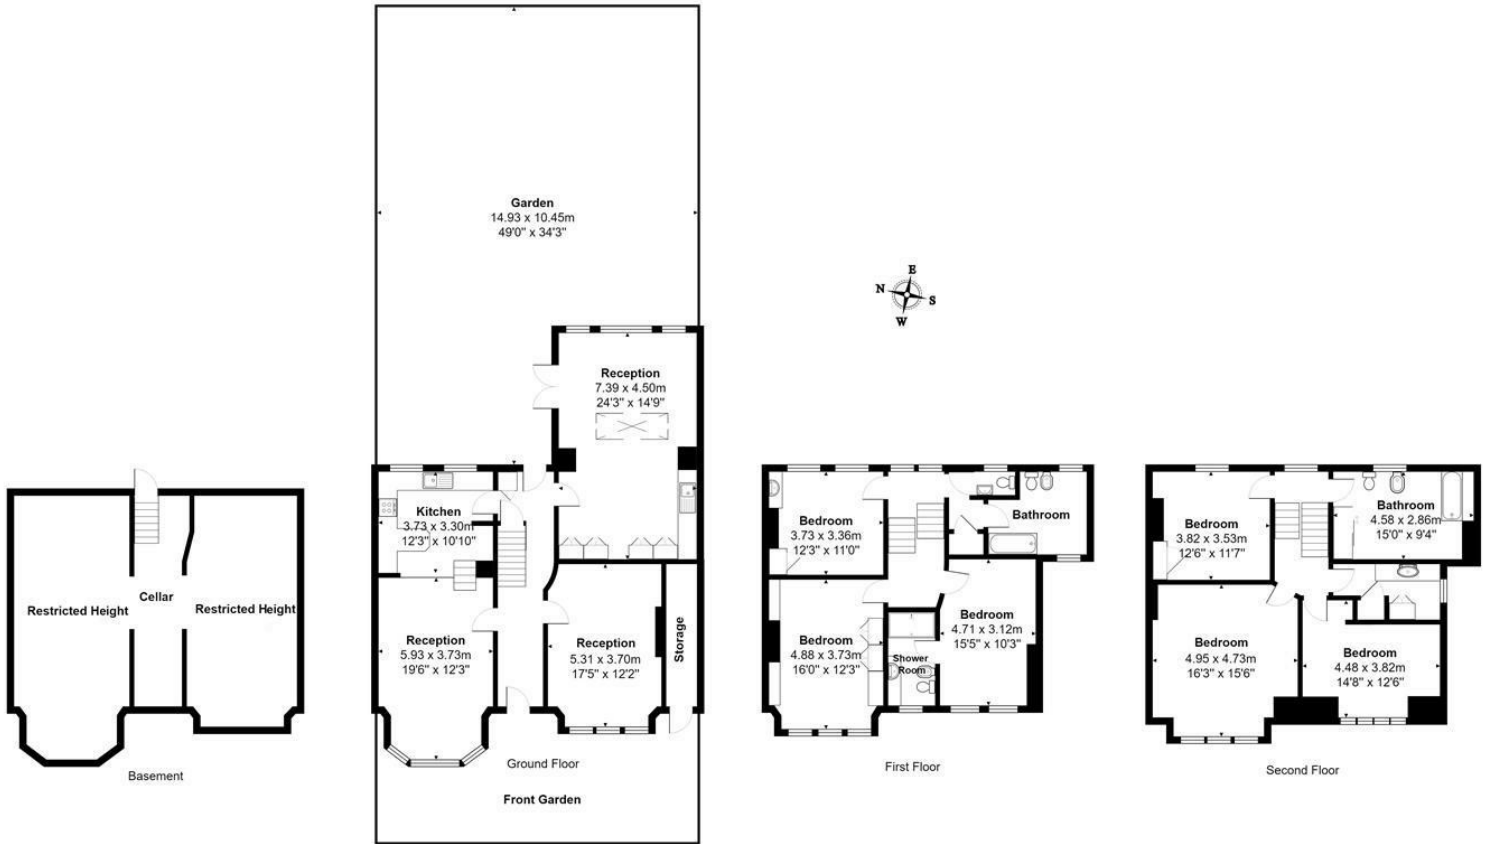 Restricted Height
Cellar
Restricted Height
Basement
Garden
14.93 x 10.45m
49'0" x 34'3"
Reception
7.39 x 4.50m
24'3" x 14'9"
Kitchen
3.73 x 3.30m
12'3" x 10'10"
Reception
5.93 x 3.73m
19'6" x 12'3"
Reception
5.31 x 3.70m
17'5" x 12'2"
Storage
Ground Floor
Front Garden
E
N
S
W
Bedroom
3.73 x 3.36m
12'3" x 11'0"
Bathroom
Bedroom
4.88 x 3.73m
16'0" x 12'3"
Shower
Room
Bedroom
4.71 x 3.12m
15'5" x 10'3"
First Floor
Bedroom
3.82 x 3.53m
12'6" x 11'7"
Bathroom
4.58 x 2.86m
15'0" x 9'4"
Bedroom
4.95 x 4.73m
16'3" x 15'6"
Bedroom
4.48 x 3.82m
14'8" x 12'6"
Second Floor